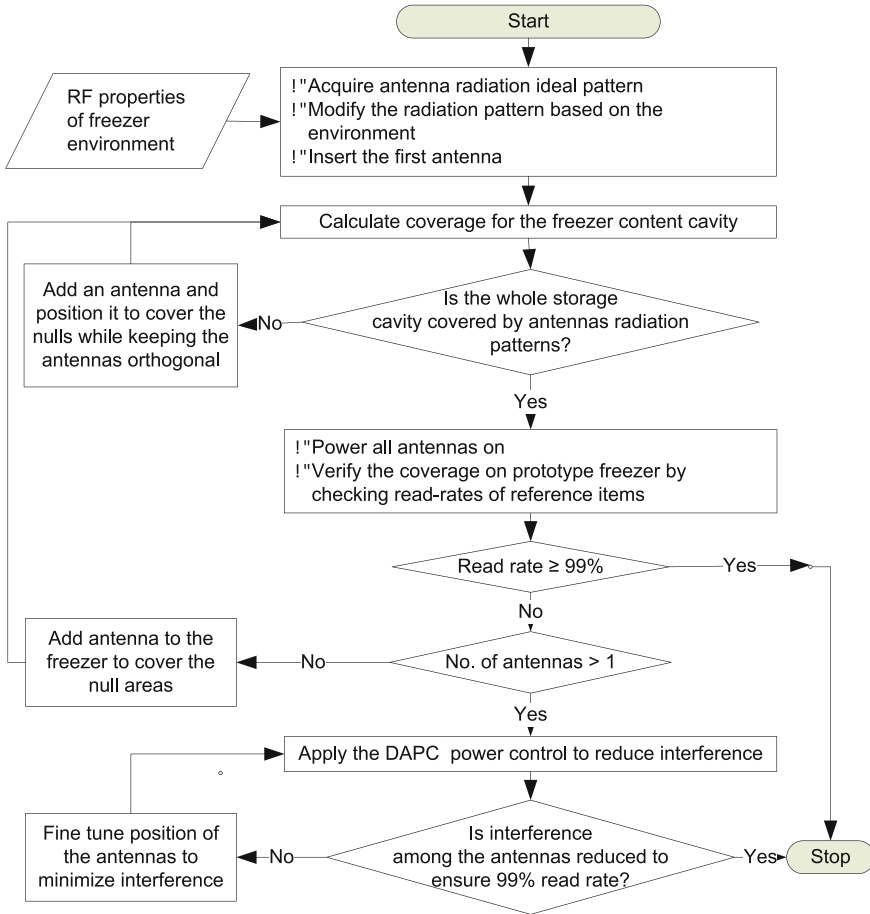 Start
RF properties
of freezer
environment
!"Acquire antenna radiation ideal pattern
!"Modify the radiation pattern based on the
environment
!"Insert the first antenna
Calculate coverage for the freezer content cavity
Add an antenna and
position it to cover the
nulls while keeping the
antennas orthogonal
No
Is the whole storage
cavity covered by antennas radiation
patterns?
Yes
!"Power all antennas on
!"Verify the coverage on prototype freezer by
checking read-rates of reference items
Read rate ≥ 99%
Yes
No
Add antenna to the
freezer to cover the
null areas
No
No. of antennas > 1
Yes
Apply the DAPC power control to reduce interference
Fine tune position of
the antennas to
minimize interference
No
Is interference
among the antennas reduced to
ensure 99% read rate?
Yes
Stop